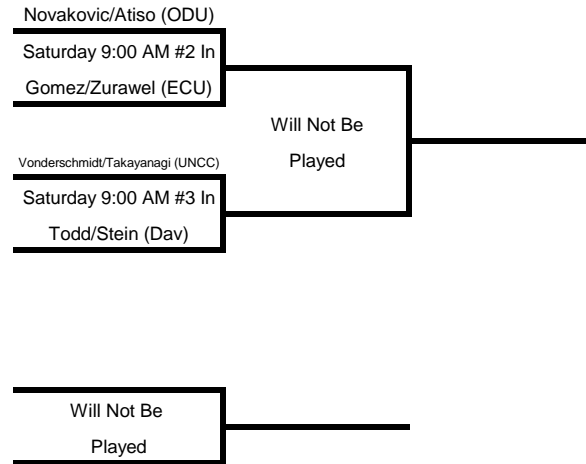 Novakovic/Atiso (ODU)
Saturday 9:00 AM #2 In
Gomez/Zurawel (ECU)
Will Not Be
Played
Vonderschmidt/Takayanagi (UNCC)
Saturday 9:00 AM #3 In
Todd/Stein (Dav)
Will Not Be
Played